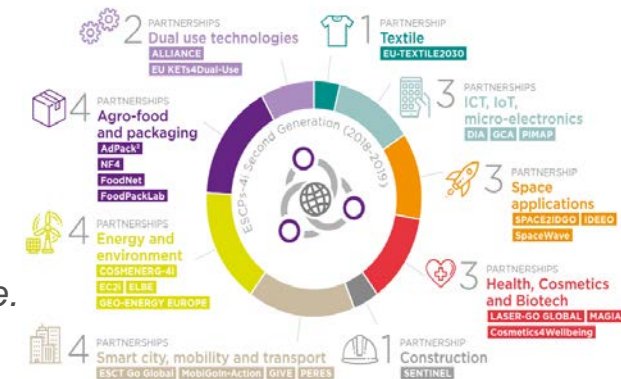 2 PARTNERSHIPS
Dual use technologies
ALLIANCE
EU KETs4Dual-Use
1 PARTNERSHIP
Textile
EU-TEXTILE2030
3 PARTNERSHIPS
ICT, IoT,
micro-electronics
DIA GCA PIMAP
3 PARTNERSHIPS
Space
applications
SPACE2IDGO IDEEO
SpaceWave
3 PARTNERSHIPS
Health, Cosmetics
and Biotech
LASER-GO GLOBAL MAGIA
Cosmetics4Wellbeing
1 PARTNERSHIP
Construction
SENTINEL
4 PARTNERSHIPS
Smart city, mobility and transport
ESCT Go Global MobiGoIn-Action GIVE PERES
4 PARTNERSHIPS
Energy and
environment
COSMENERG-4i
EC2i ELBE
GEO-ENERGY EUROPE
4 PARTNERSHIPS
Agro-food
and packaging
AdPack²
NF4
FoodNet
FoodPackLab
ESCPs-4i Second Generation (2018-2019)
e.